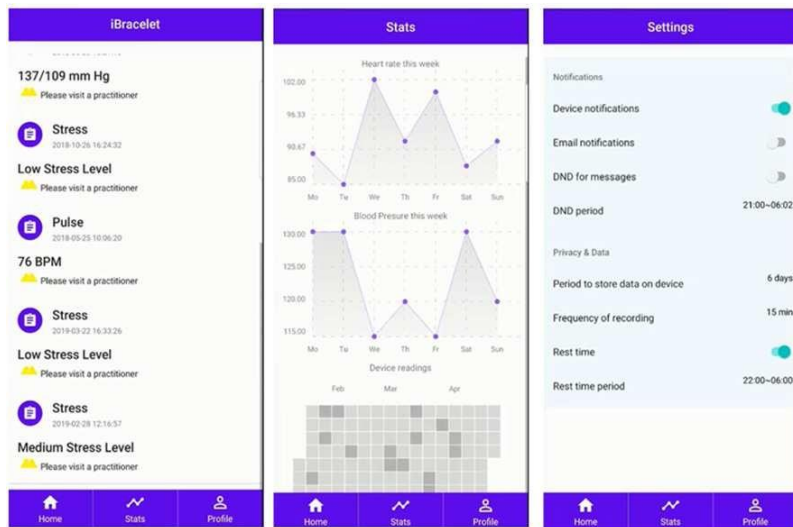 iBracelet
137/109 mm Hg
Please visit a practitioner
Stress
2018-10-26 16:24:32
Low Stress Level
Please visit a practitioner
Pulse
2018-05-25 10:06:20
76 BPM
Please visit a practitioner
Stress
2019-03-22 16:33:26
Low Stress Level
Please visit a practitioner
Stress
2019-02-28 12:16:57
Medium Stress Level
Please visit a practitioner
Home Stats Profile
Stats
Heart rate this week
102.00
96.33
90.67
85.00
Mo Tu We Th Fr Sat Sun
Blood Presure this week
130.00
125.00
120.00
115.00
Mo Tu We Th Fr Sat Sun
Device readings
Feb Mar Apr
Home Stats Profile
Settings
Notifications
Device notifications
Email notifications
DND for messages
DND period 21:00~06:02
Privacy & Data
Period to store data on device 6 days
Frequency of recording 15 min
Rest time
Rest time period 22:00~06:00
Home Stats Profile